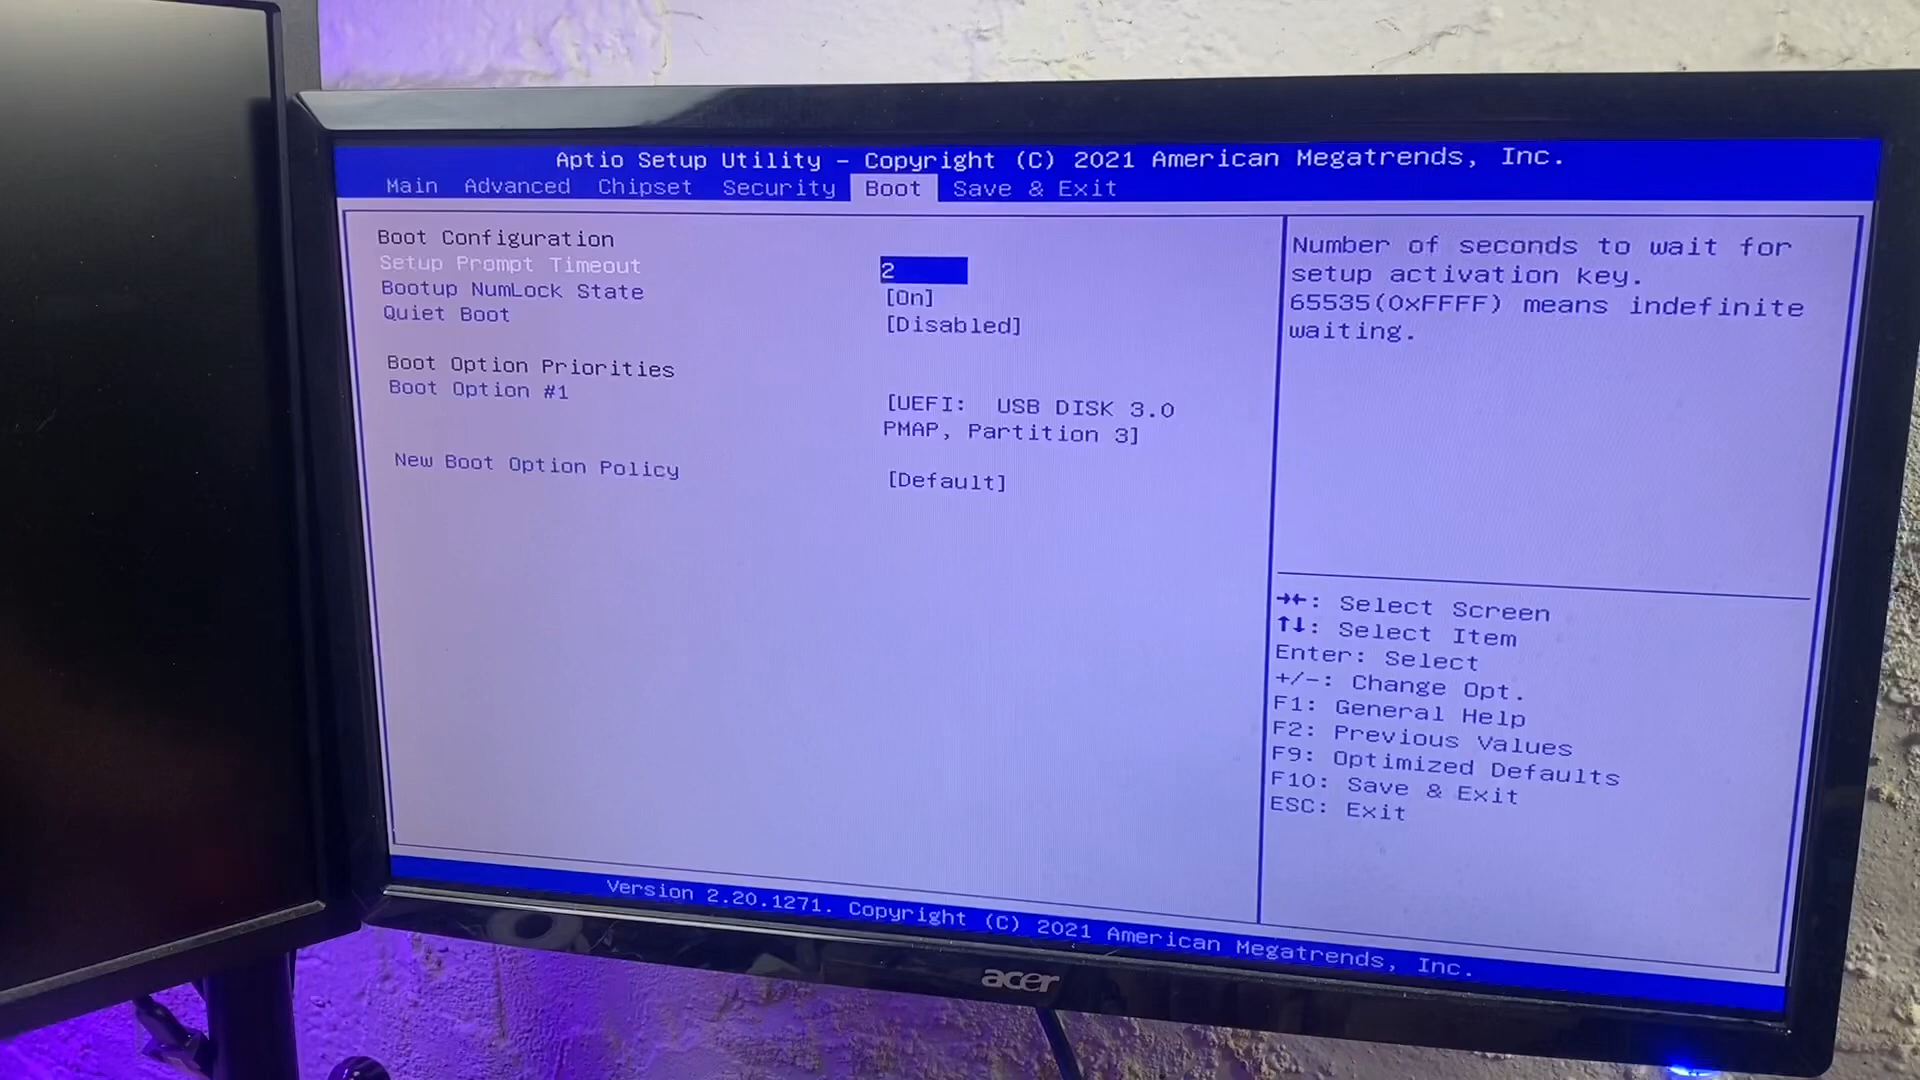 Aptio Setup Utility – Copyright (C) 2021 American Megatrends, Inc.
Main Advanced Chipset Security Boot Save & Exit
Boot Configuration
Setup Prompt Timeout 2
Bootup NumLock State [On]
Quiet Boot [Disabled]
Boot Option Priorities
Boot Option #1 [UEFI: USB DISK 3.0
PMAP, Partition 3]
New Boot Option Policy [Default]
Number of seconds to wait for
setup activation key.
65535(0xFFFF) means indefinite
waiting.
→←: Select Screen
↑↓: Select Item
Enter: Select
+/-: Change Opt.
F1: General Help
F2: Previous Values
F9: Optimized Defaults
F10: Save & Exit
ESC: Exit
Version 2.20.1271. Copyright (C) 2021 American Megatrends, Inc.
acer